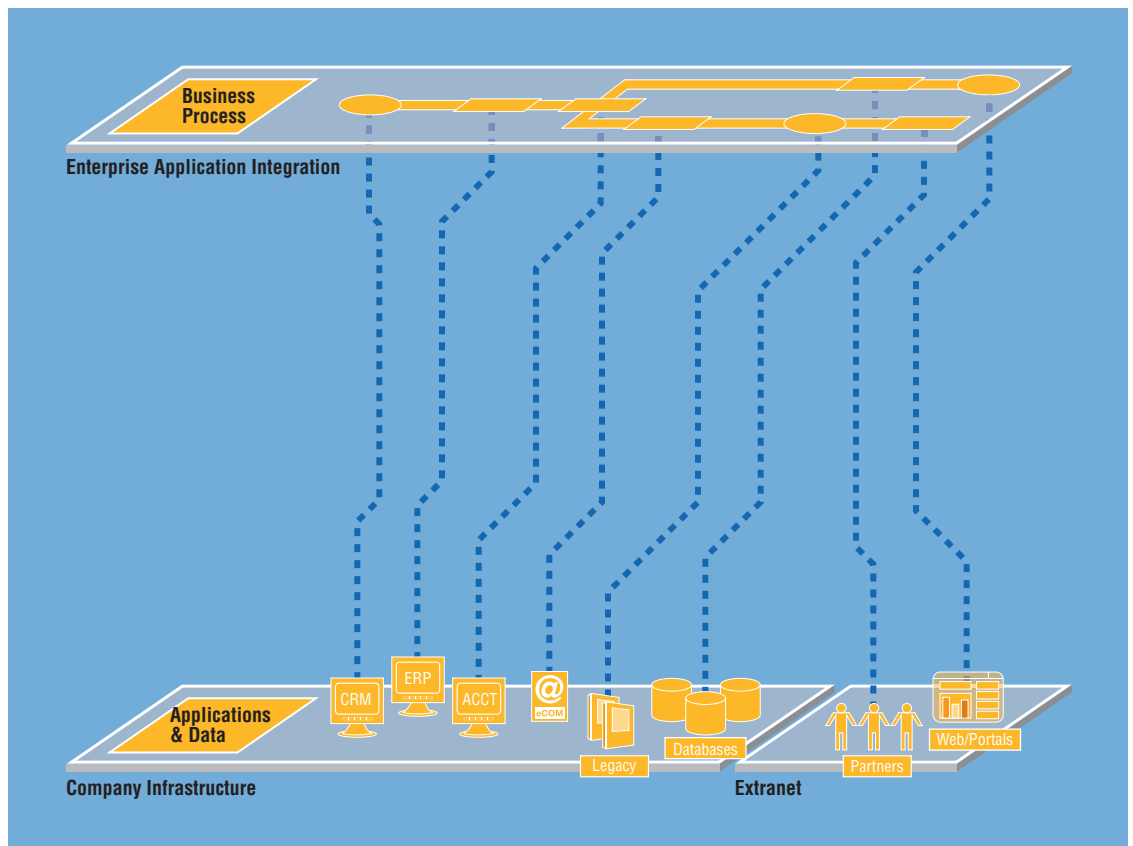 Business
Process
Enterprise Application Integration
CRM
ERP
ACCT
@
eCOM
Applications
& Data
Legacy
Databases
Partners
Web/Portals
Company Infrastructure
Extranet